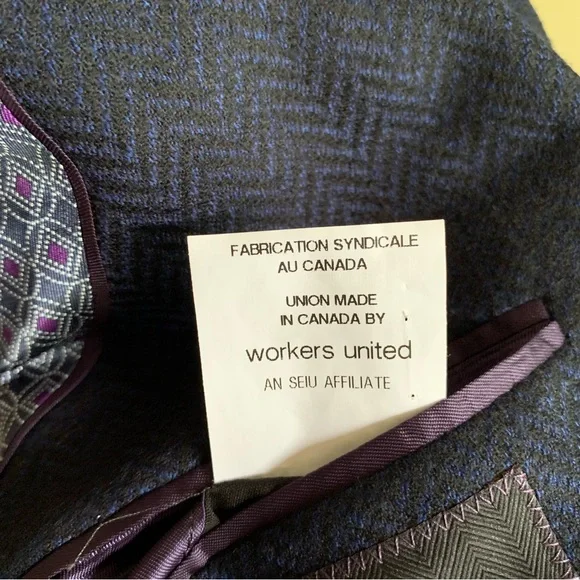 FABRICATION SYNDICALE
AU CANADA
UNION MADE
IN CANADA BY
workers united
AN SEIU AFFILIATE